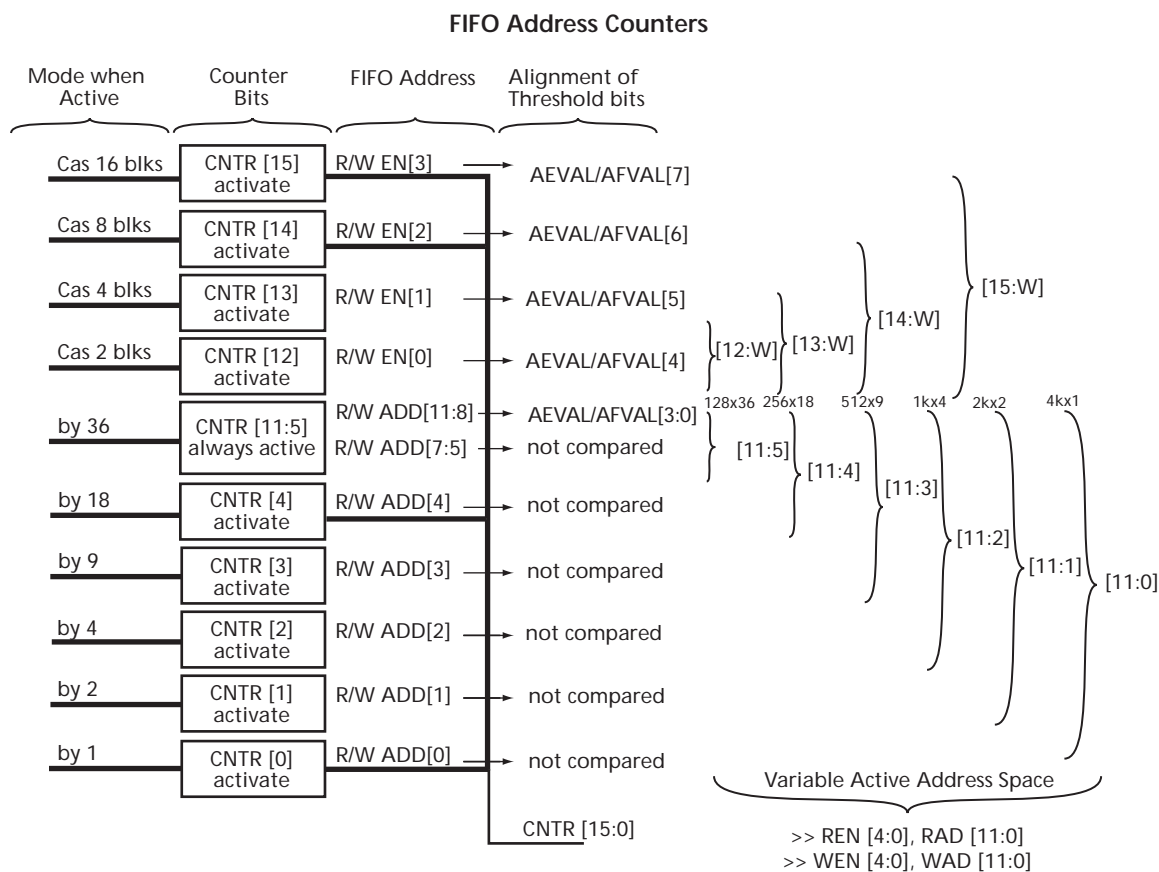 FIFO Address Counters
Mode when
Active
Counter
Bits
FIFO Address
Alignment of
Threshold bits
Cas 16 blks
CNTR [15]
activate
R/W EN[3]
AEVAL/AFVAL[7]
Cas 8 blks
CNTR [14]
activate
R/W EN[2]
AEVAL/AFVAL[6]
Cas 4 blks
CNTR [13]
activate
R/W EN[1]
AEVAL/AFVAL[5]
Cas 2 blks
CNTR [12]
activate
R/W EN[0]
AEVAL/AFVAL[4]
by 36
CNTR [11:5]
always active
R/W ADD[11:8]
AEVAL/AFVAL[3:0]
R/W ADD[7:5]
not compared
by 18
CNTR [4]
activate
R/W ADD[4]
not compared
by 9
CNTR [3]
activate
R/W ADD[3]
not compared
by 4
CNTR [2]
activate
R/W ADD[2]
not compared
by 2
CNTR [1]
activate
R/W ADD[1]
not compared
by 1
CNTR [0]
activate
R/W ADD[0]
not compared
CNTR [15:0]
[12:W]
[13:W]
[14:W]
[15:W]
128x36
256x18
512x9
1kx4
2kx2
4kx1
[11:5]
[11:4]
[11:3]
[11:2]
[11:1]
[11:0]
Variable Active Address Space
>> REN [4:0], RAD [11:0]
>> WEN [4:0], WAD [11:0]